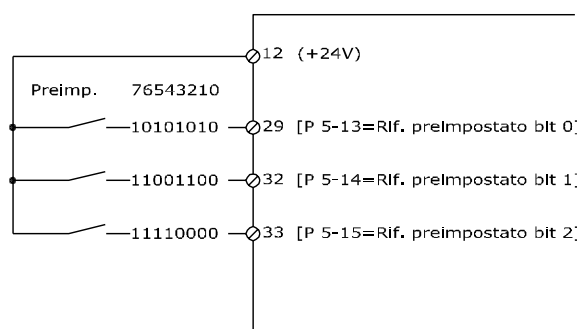 12 (+24V)
Preimp. 76543210
10101010 29 [P 5-13=Rif. preimpostato bit 0]
11001100 32 [P 5-14=Rif. preimpostato bit 1]
11110000 33 [P 5-15=Rif. preimpostato bit 2]